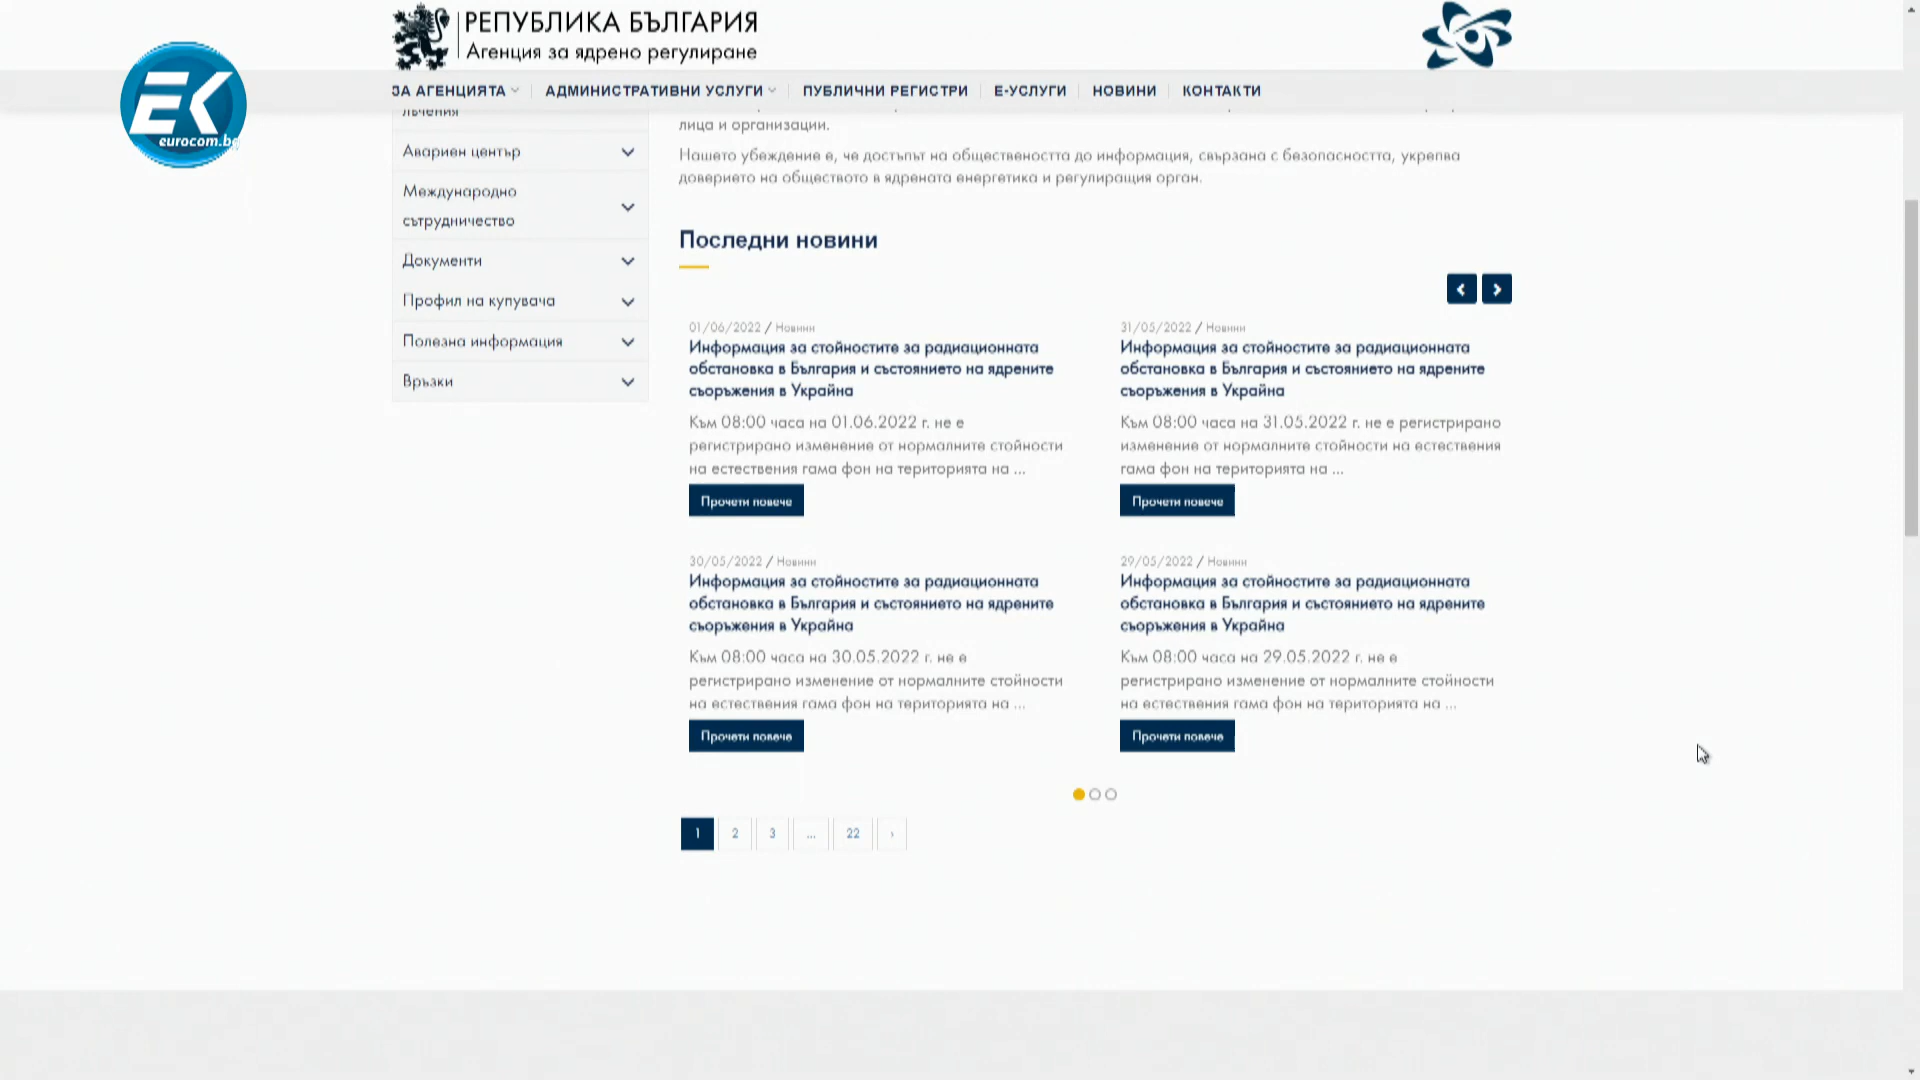 РЕПУБЛИКА БЪЛГАРИЯ
Агенция за ядрено регулиране
EK
eurocom.bg
ЗА АГЕНЦИЯТА
АДМИНИСТРАТИВНИ УСЛУГИ
ПУБЛИЧНИ РЕГИСТРИ
Е-УСЛУГИ
НОВИНИ
КОНТАКТИ
лъчения
Авариен център
Международно
сътрудничество
Документи
Профил на купувача
Полезна информация
Връзки
лица и организации.
Нашето убеждение е, че достъпът на обществеността до информация, свързана с безопасността, укрепва
доверието на обществото в ядрената енергетика и регулиращия орган.
Последни новини
01/06/2022 / Новини
Информация за стойностите за радиационната
обстановка в България и състоянието на ядрените
съоръжения в Украйна
Към 08:00 часа на 01.06.2022 г. не е
регистрирано изменение от нормалните стойности
на естествения гама фон на територията на ...
Прочети повече
31/05/2022 / Новини
Информация за стойностите за радиационната
обстановка в България и състоянието на ядрените
съоръжения в Украйна
Към 08:00 часа на 31.05.2022 г. не е регистрирано
изменение от нормалните стойности на естествения
гама фон на територията на ...
Прочети повече
30/05/2022 / Новини
Информация за стойностите за радиационната
обстановка в България и състоянието на ядрените
съоръжения в Украйна
Към 08:00 часа на 30.05.2022 г. не е
регистрирано изменение от нормалните стойности
на естествения гама фон на територията на ...
Прочети повече
29/05/2022 / Новини
Информация за стойностите за радиационната
обстановка в България и състоянието на ядрените
съоръжения в Украйна
Към 08:00 часа на 29.05.2022 г. не е
регистрирано изменение от нормалните стойности
на естествения гама фон на територията на ...
Прочети повече
1 2 3 ... 22 ›